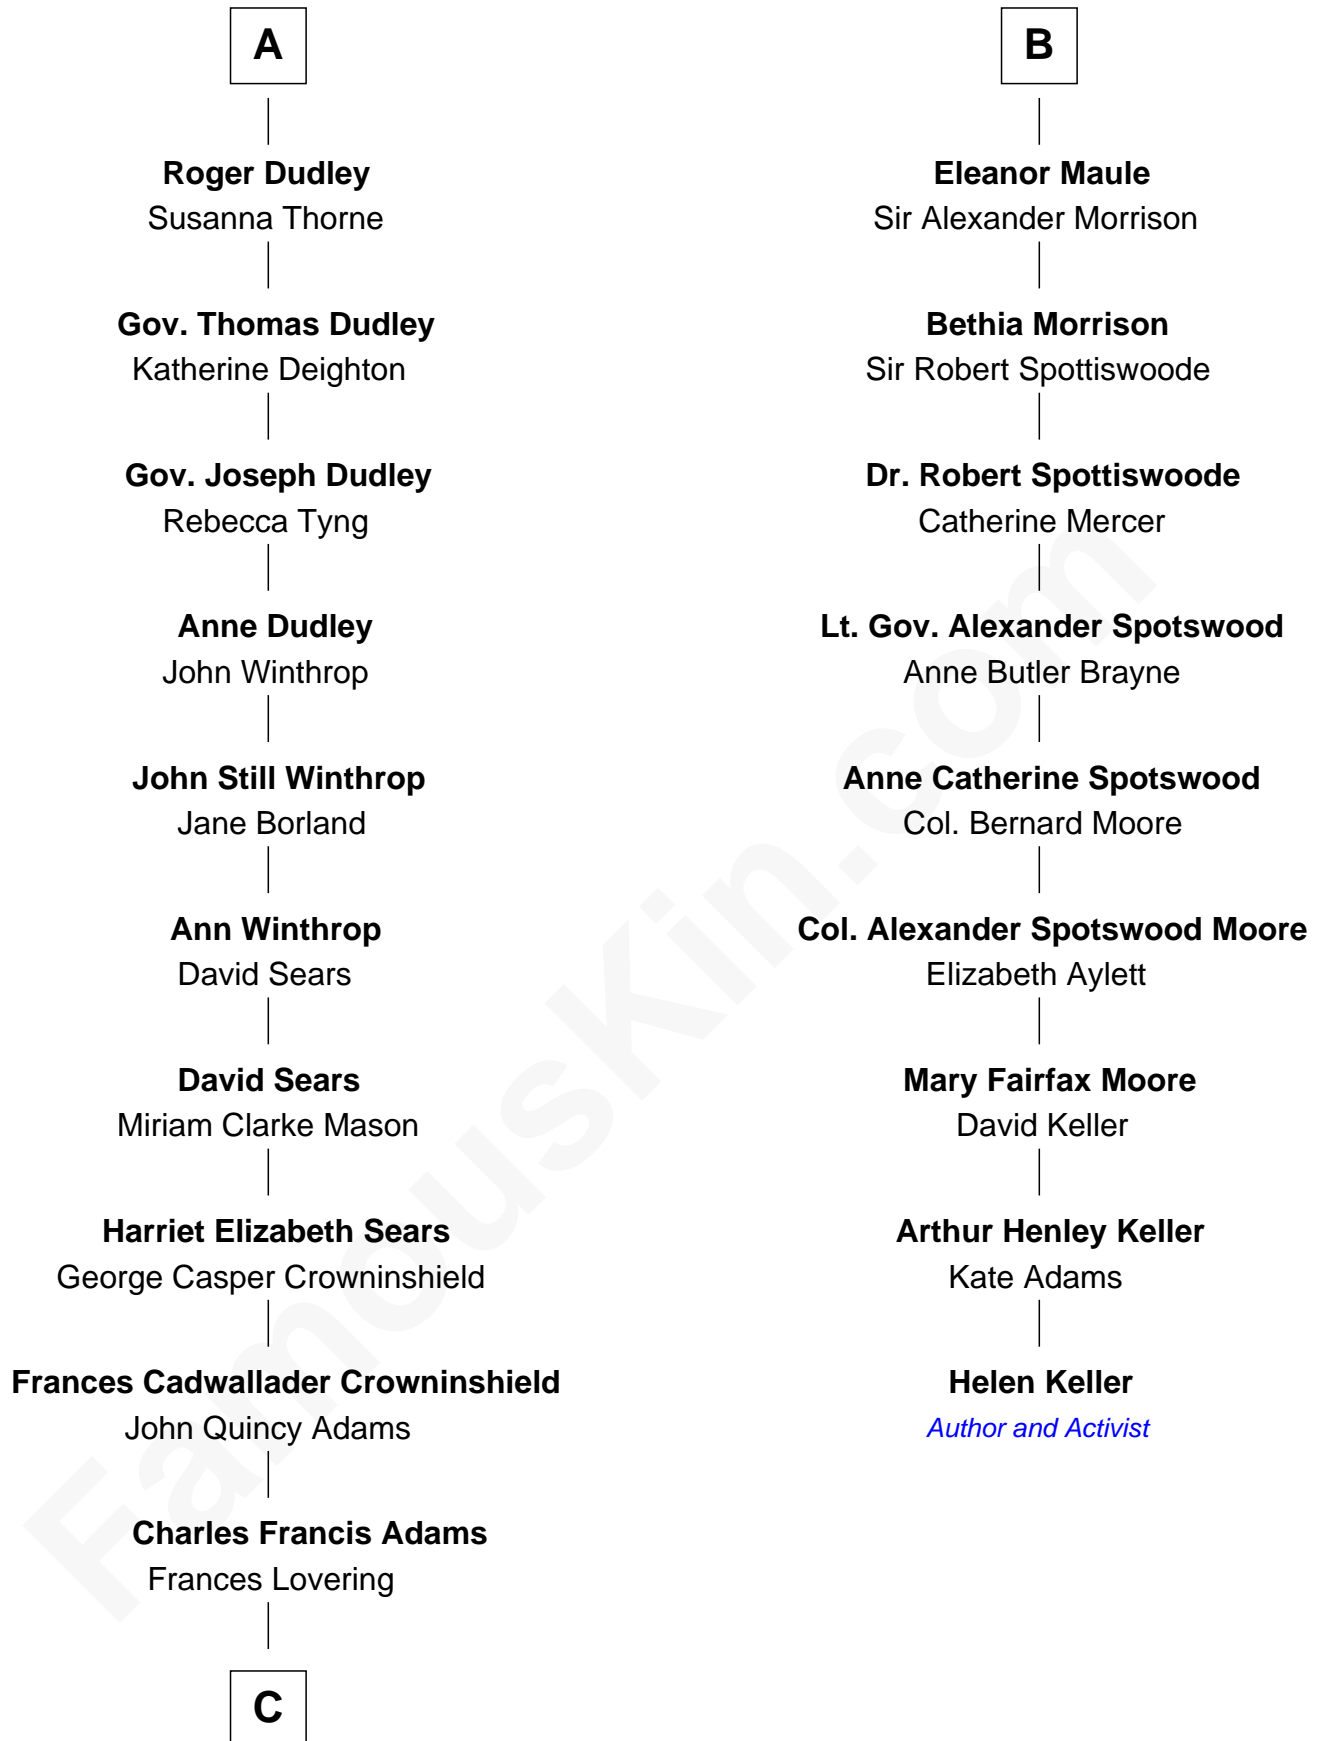 A
Roger Dudley
Susanna Thorne
Gov. Thomas Dudley
Katherine Deighton
Gov. Joseph Dudley
Rebecca Tyng
Anne Dudley
John Winthrop
John Still Winthrop
Jane Borland
Ann Winthrop
David Sears
David Sears
Miriam Clarke Mason
Harriet Elizabeth Sears
George Casper Crowninshield
Frances Cadwallader Crowninshield
John Quincy Adams
Charles Francis Adams
Frances Lovering
C
B
Eleanor Maule
Sir Alexander Morrison
Bethia Morrison
Sir Robert Spottiswoode
Dr. Robert Spottiswoode
Catherine Mercer
Lt. Gov. Alexander Spotswood
Anne Butler Brayne
Anne Catherine Spotswood
Col. Bernard Moore
Col. Alexander Spotswood Moore
Elizabeth Aylett
Mary Fairfax Moore
David Keller
Arthur Henley Keller
Kate Adams
Helen Keller
Author and Activist
FamousKin.com